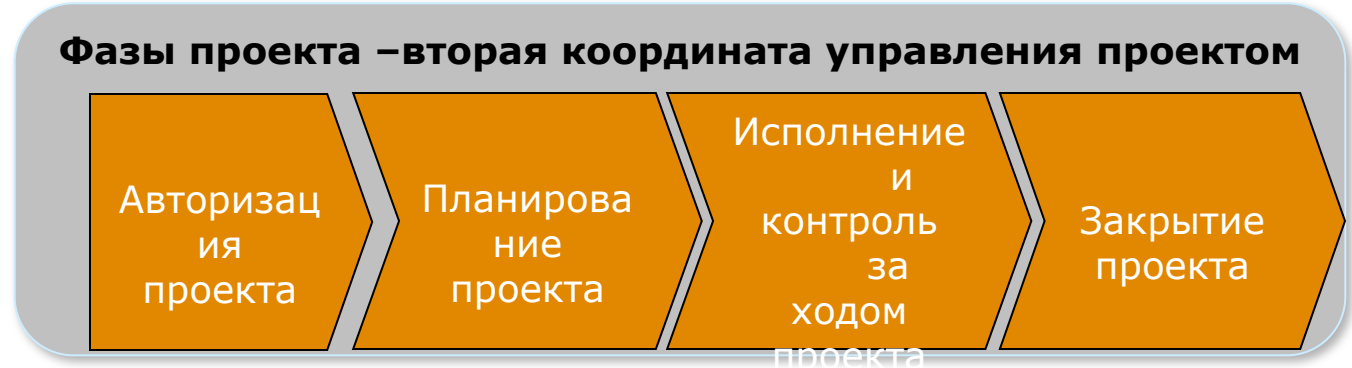 Фазы проекта –вторая координата управления проектом
Авторизац
ия
проекта
Планирова
ние
проекта
Исполнение
и
контроль
за
ходом
проекта
Закрытие
проекта